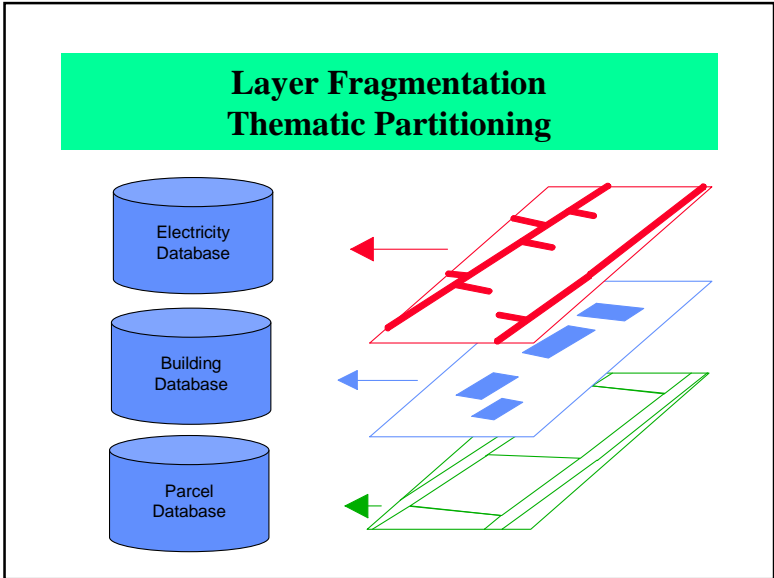 Layer Fragmentation
Thematic Partitioning
Electricity
Database
Building
Database
Parcel
Database